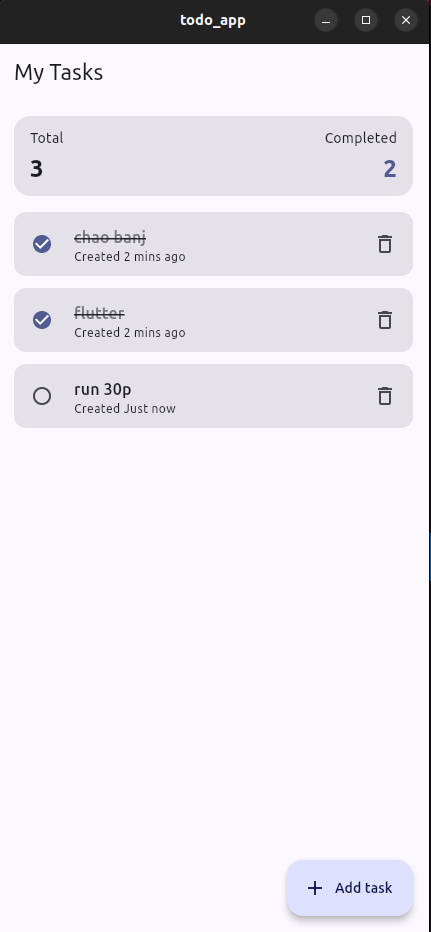 todo_app
My Tasks
Total
Completed
3
2
chao banj
Created 2 mins ago
flutter
Created 2 mins ago
run 30p
Created Just now
Add task